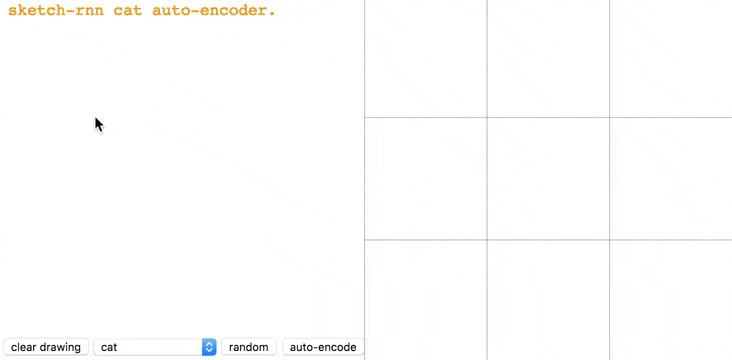 sketch-rnn cat auto-encoder.
clear drawing cat random auto-encode